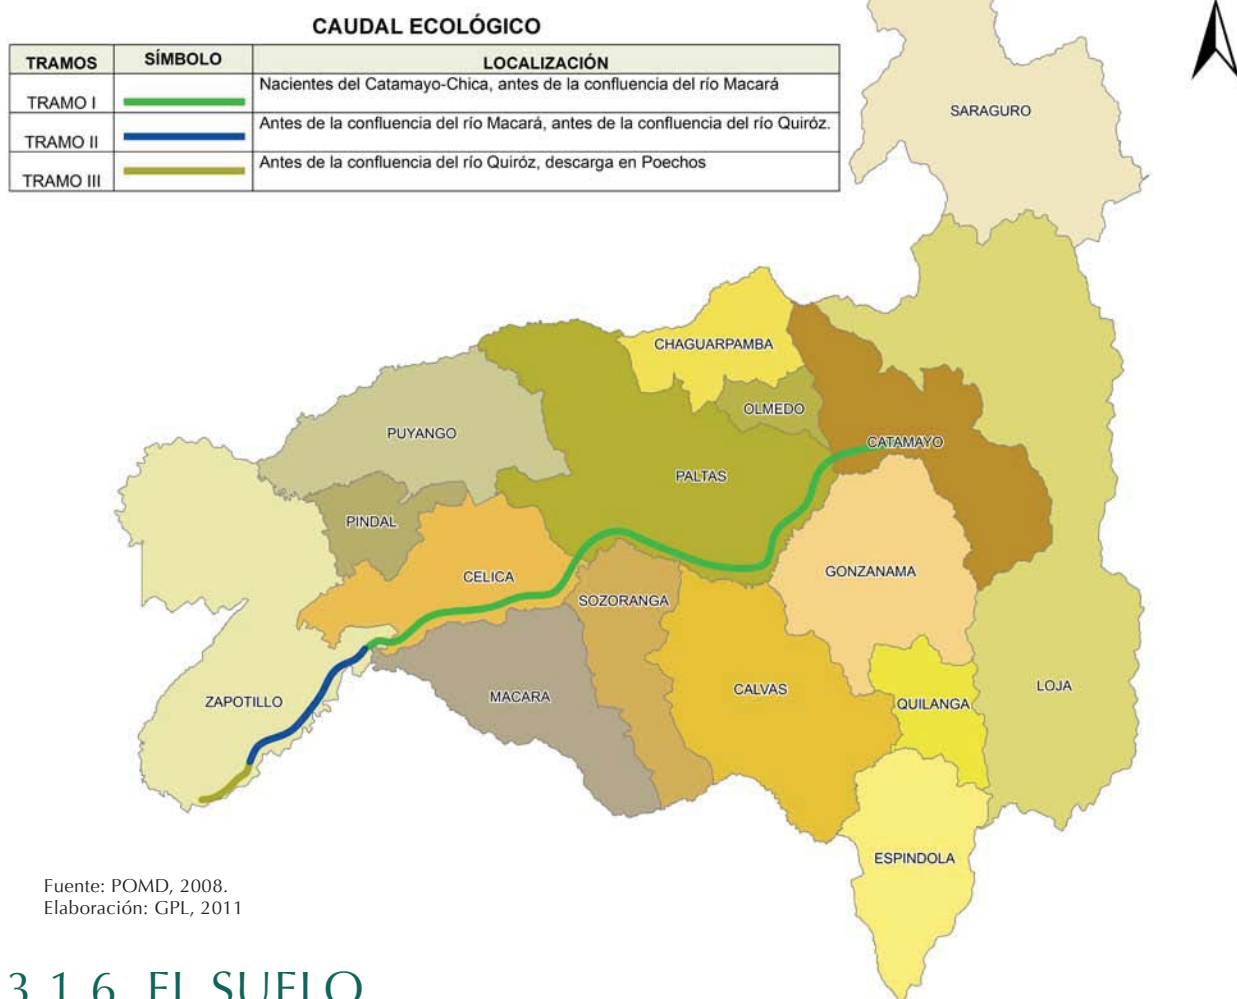 CAUDAL ECOLÓGICO
TRAMOS SÍMBOLO LOCALIZACIÓN
TRAMO I Nacientes del Catamayo-Chica, antes de la confluencia del río Macará
TRAMO II Antes de la confluencia del río Macará, antes de la confluencia del río Quiróz.
TRAMO III Antes de la confluencia del río Quiróz, descarga en Poechos
SARAGURO
CHAGUARPAMBA
OLMEDO
PUYANGO
CATAMAYO
PALTAS
PINDAL
GONZANAMA
CELICA
SOZORANGA
LOJA
CALVAS
MACARA
ZAPOTILLO
QUILANGA
ESPINDOLA
Fuente: POMD, 2008.
Elaboración: GPL, 2011
3.1.6. EL SUELO